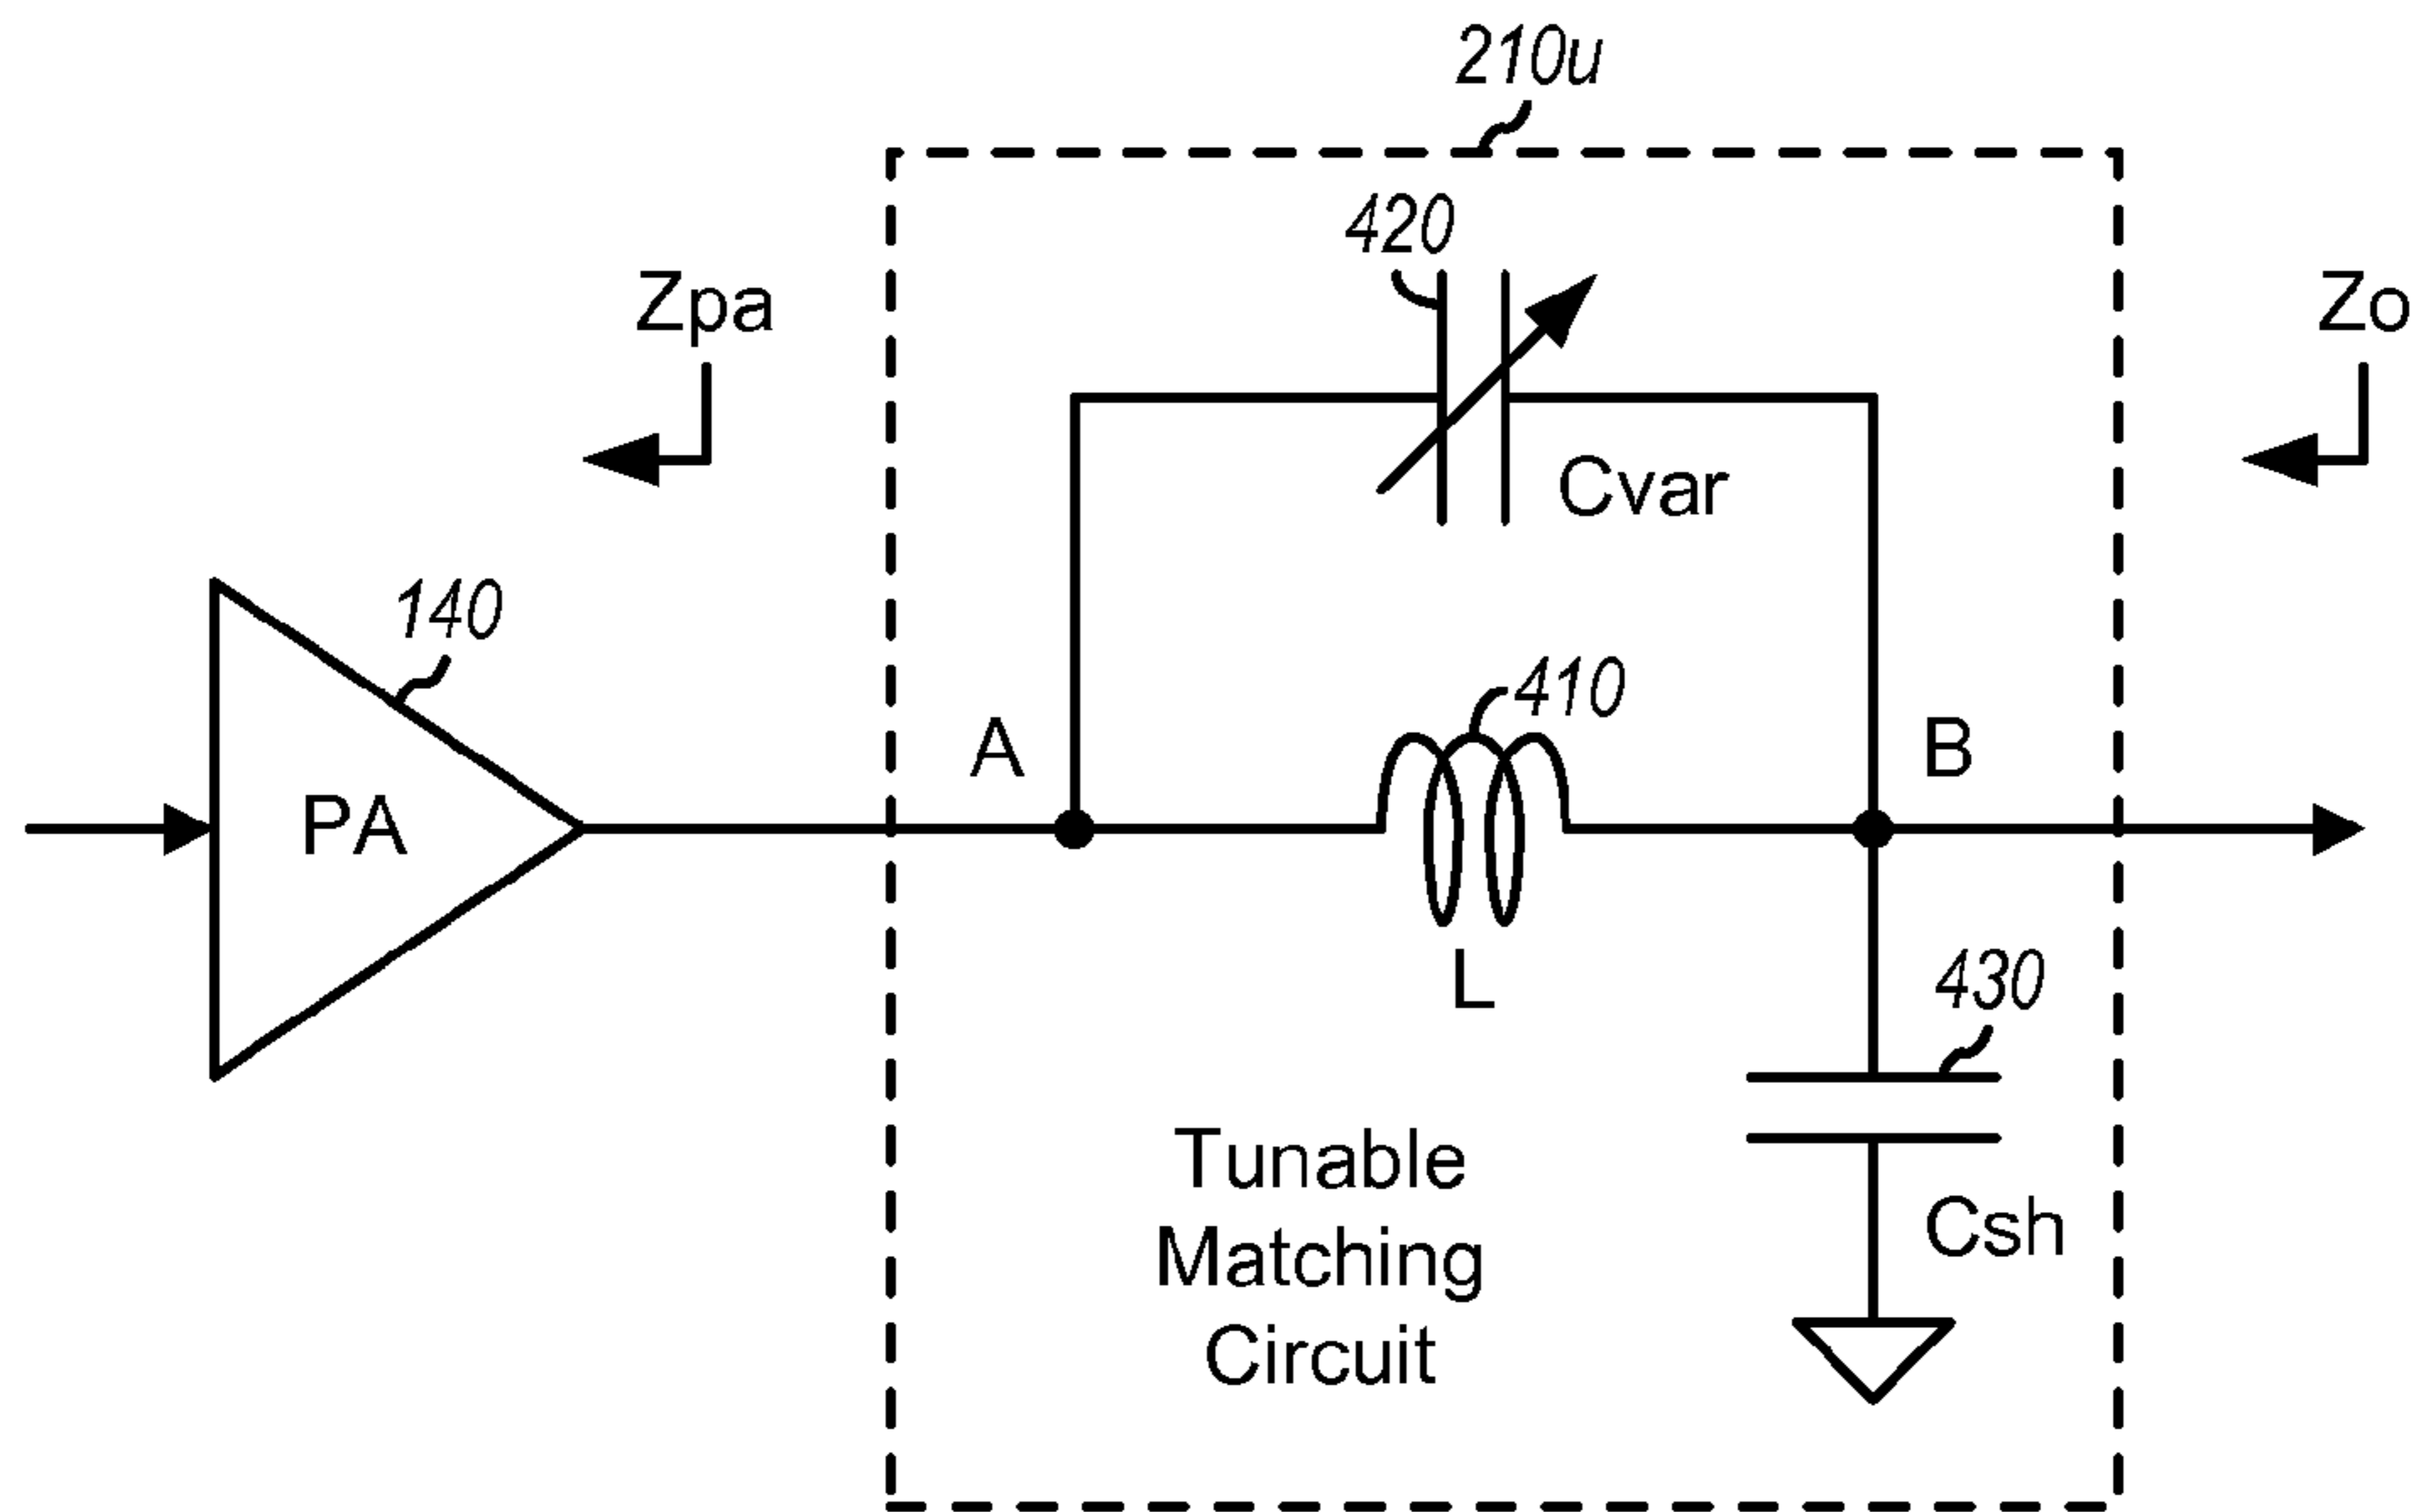 210u
420
Zpa
Zo
Cvar
140
410
A
B
PA
L
430
Tunable
Matching
Circuit
Csh